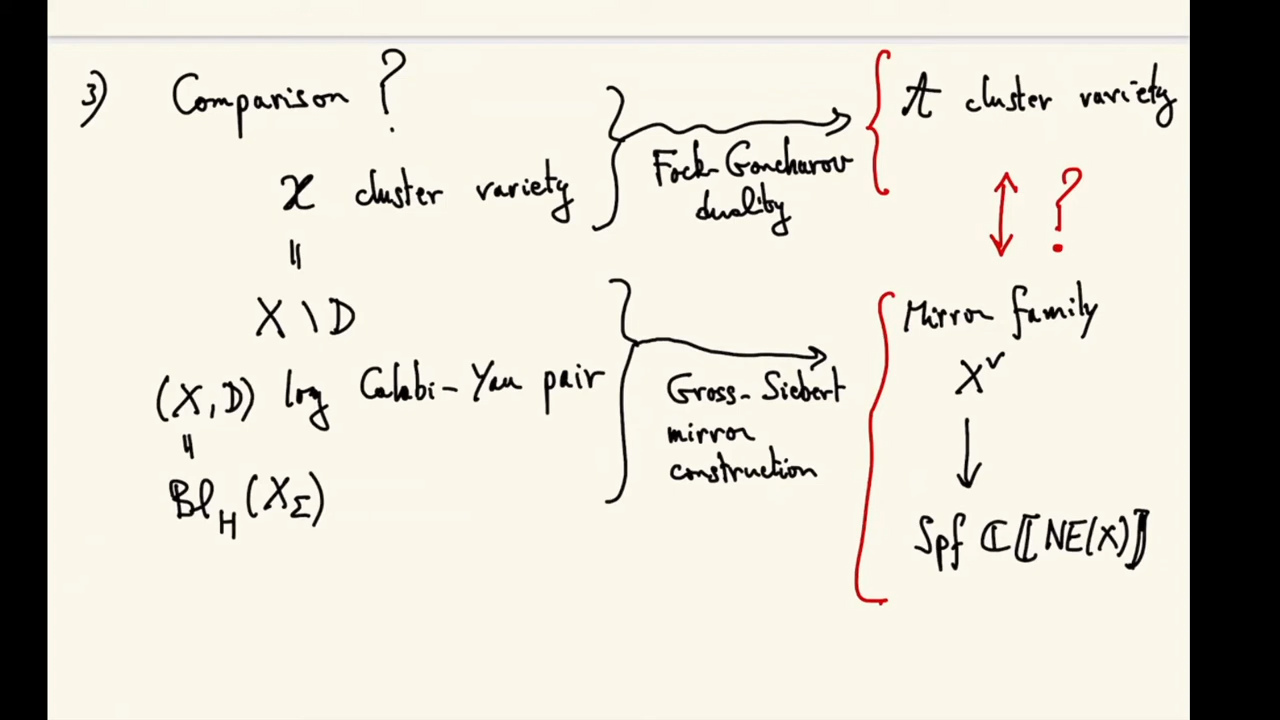 3) Comparison ?
𝒳 cluster variety
||
X \ D
(X, D) log Calabi-Yau pair
||
Bl_H (X_Σ)
Fock-Goncharov
duality
Gross-Siebert
mirror
construction
𝒜 cluster variety
?
Mirror family
X^∨
Spf ℂ⟦NE(X)⟧